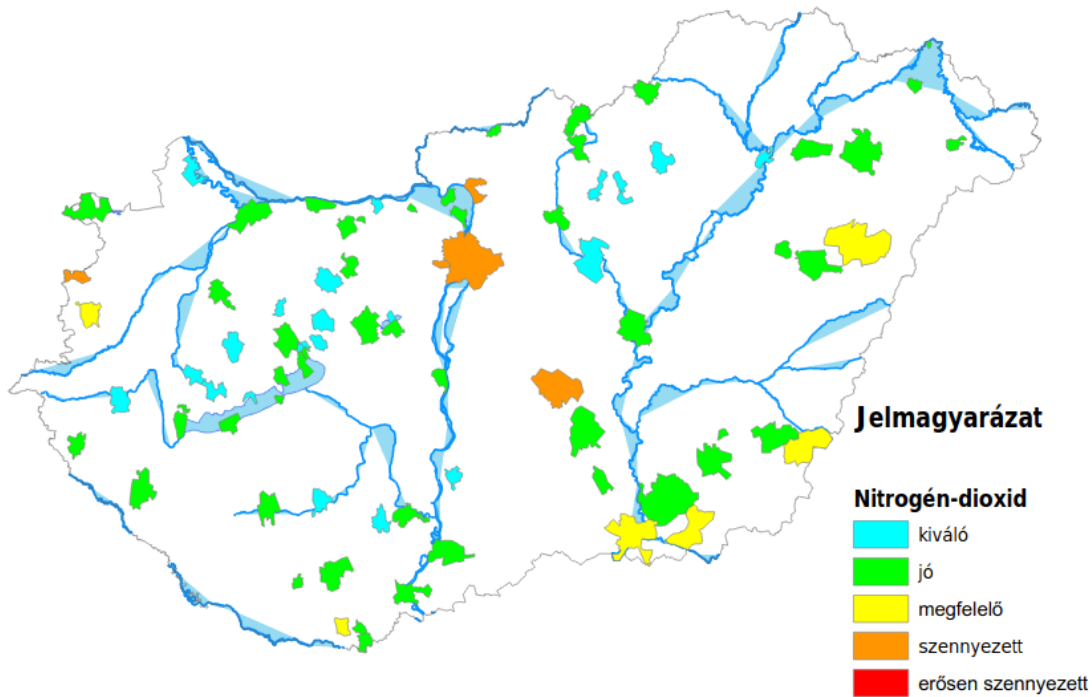 Jelmagyarázat
Nitrogén-dioxid
kiváló
jó
megfelelő
szennyezett
erősen szennyezett